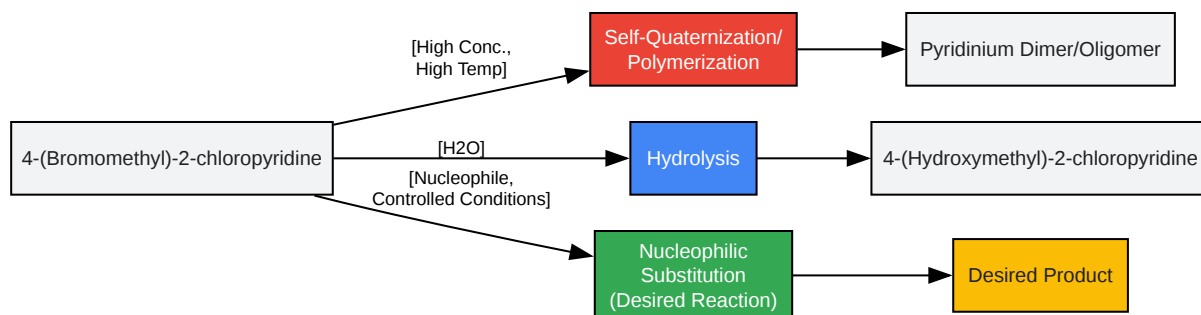 [High Conc.,
High Temp]
Self-Quaternization/
Polymerization
Pyridinium Dimer/Oligomer
4-(Bromomethyl)-2-chloropyridine
[H2O]
Hydrolysis
4-(Hydroxymethyl)-2-chloropyridine
[Nucleophile,
Controlled Conditions]
Nucleophilic
Substitution
(Desired Reaction)
Desired Product